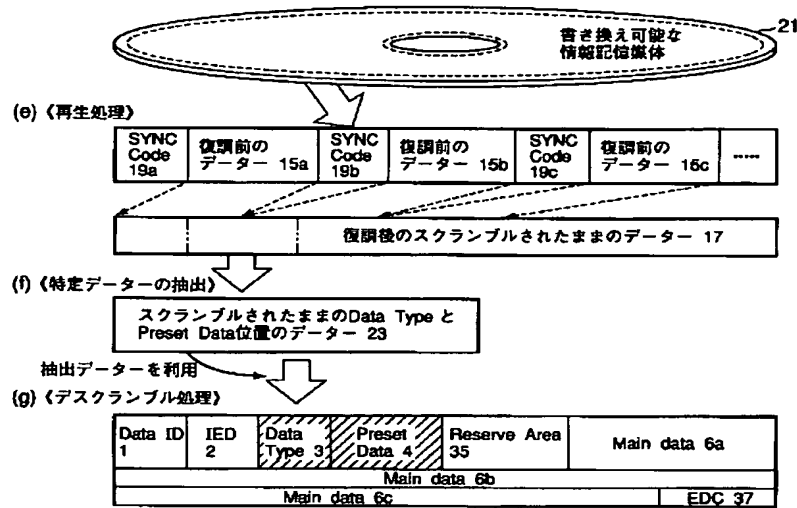 21
書き換え可能な
情報記憶媒体
(e)《再生処理》
SYNC
Code
19a
復調前の
データー 15a
SYNC
Code
19b
復調前の
データー 15b
SYNC
Code
19c
復調前の
データー 15c
-----
復調後のスクランブルされたままのデーター 17
(f)《特定データーの抽出》
スクランブルされたままのData Type と
Preset Data位置のデーター 23
抽出データーを利用
(g)《デスクランブル処理》
Data ID
1
IED
2
Data
Type 3
Preset
Data 4
Reserve Area
35
Main data 6a
Main data 6b
Main data 6c
EDC 37